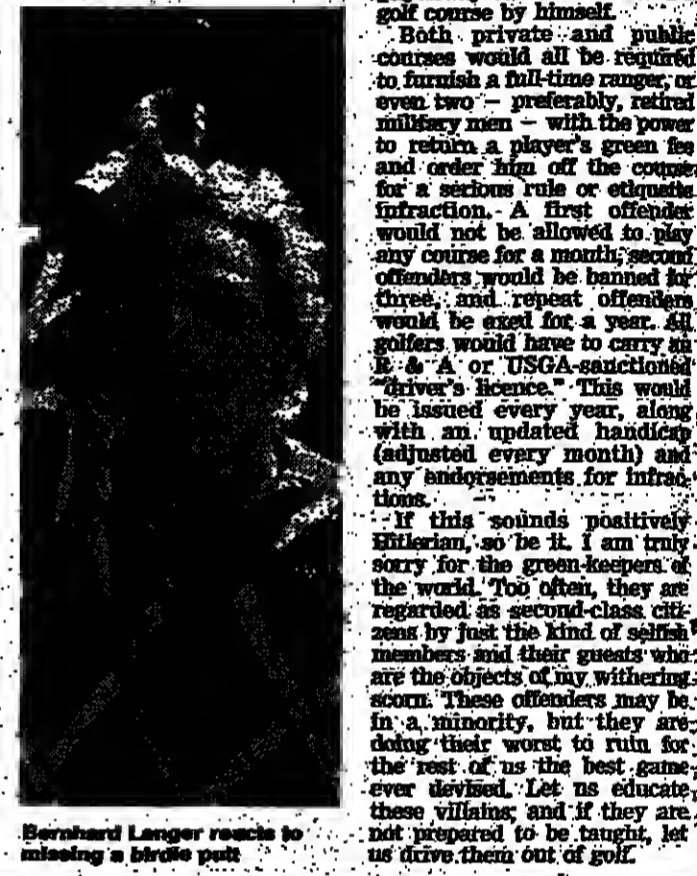 golf course by himself.
Both private and public
courses would all be required
to furnish a full-time ranger, or
even two — preferably, retired
military men — with the power
to return a player's green fee
and order him off the course
for a serious rule or etiquette
infraction. A first offender
would not be allowed to play
any course for a month, second
offenders would be banned for
three, and repeat offenders
would be axed for a year. All
golfers would have to carry an
R & A or USGA-sanctioned
"driver's licence." This would
be issued every year, along
with an updated handicap
(adjusted every month) and
any endorsements for infrac-
tions.
If this sounds positively
Hitlerian, so be it. I am truly
sorry for the green-keepers of
the world. Too often, they are
regarded as second-class citi-
zens by just the kind of selfish
members and their guests who
are the objects of my withering
scorn. These offenders may be
in a minority, but they are
doing their worst to ruin for
the rest of us the best game
ever devised. Let us educate
these villains; and if they are
not prepared to be taught, let
us drive them out of golf.
Bernhard Langer reacts to
missing a birdie putt